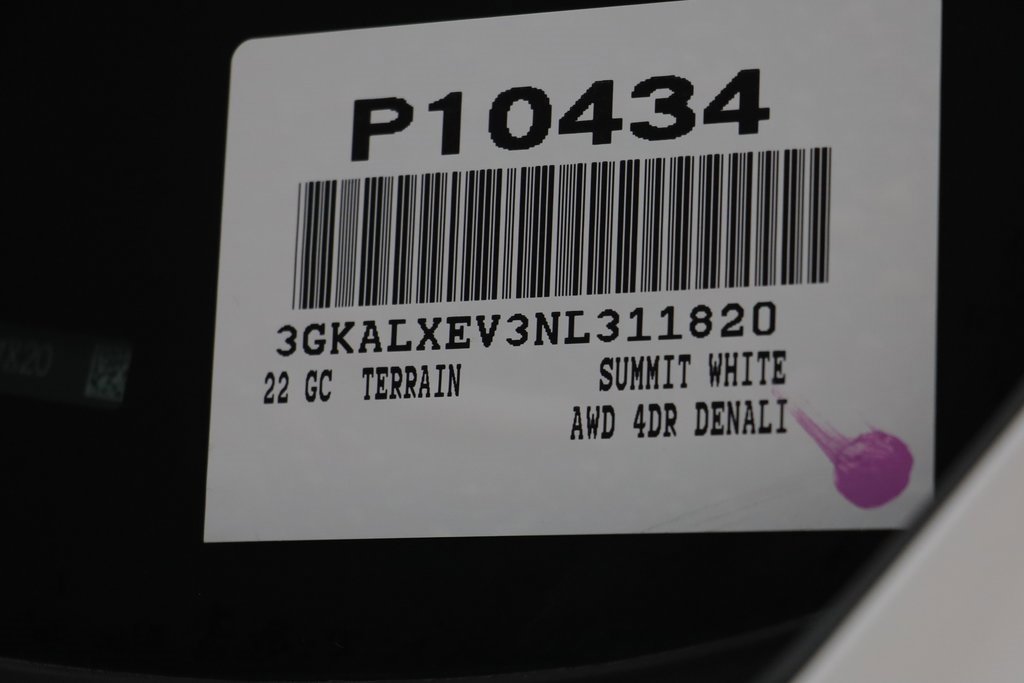 P10434
3GKALXEV3NL311820
22 GC TERRAIN SUMMIT WHITE
AWD 4DR DENALI